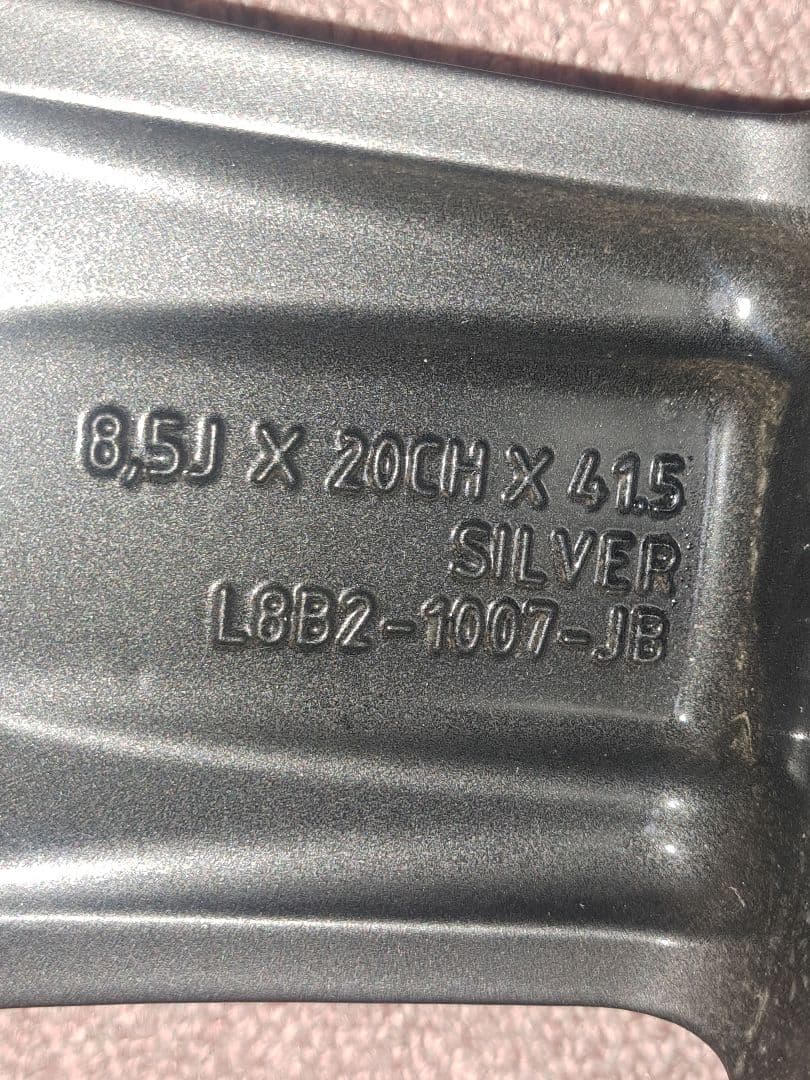 8,5J X 20CH X 41.5
SILVER
L8B2-1007-JB